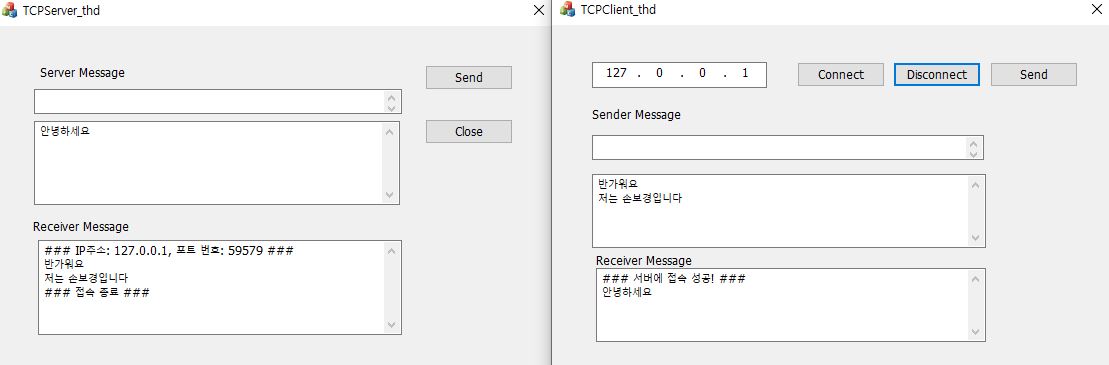 TCPServer_thd
Server Message
Send
안녕하세요
Close
Receiver Message
### IP주소: 127.0.0.1, 포트 번호: 59579 ###
반가워요
저는 손보경입니다
### 접속 종료 ###
TCPClient_thd
127 . 0 . 0 . 1
Connect
Disconnect
Send
Sender Message
반가워요
저는 손보경입니다
Receiver Message
### 서버에 접속 성공! ###
안녕하세요